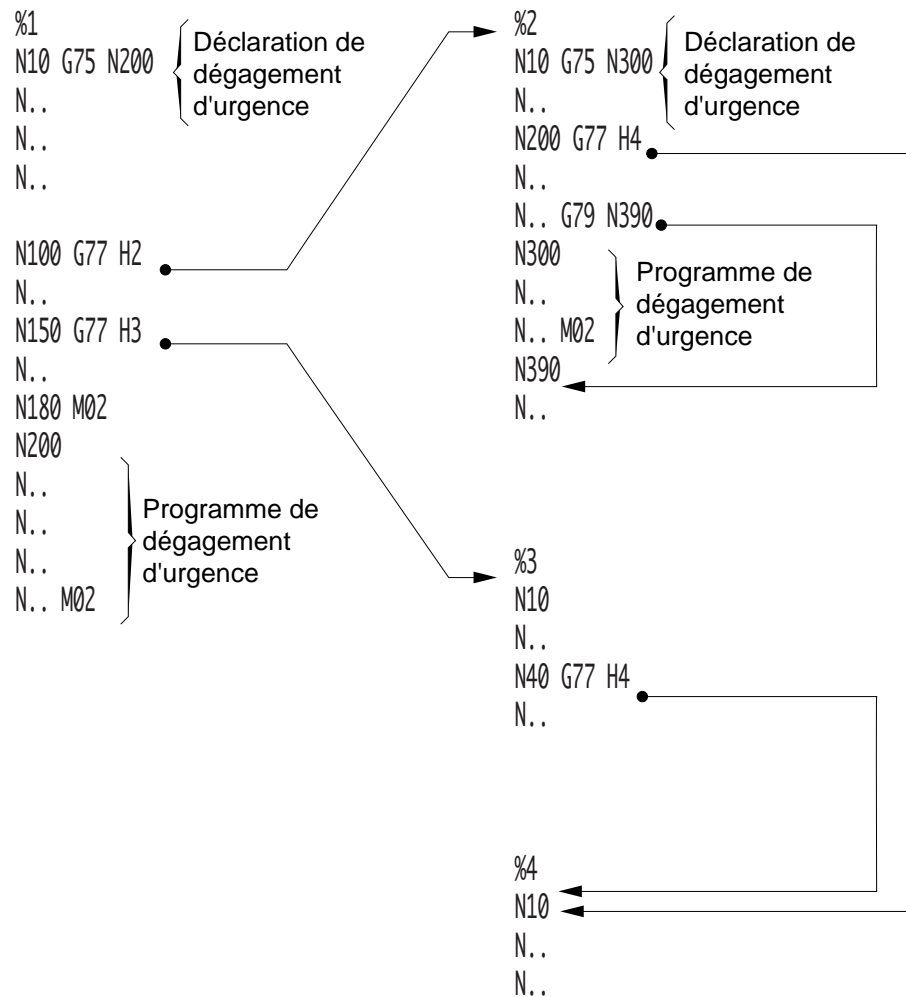 %1
N10 G75 N200
Déclaration de
dégagement
d'urgence
N..
N..
N..
N100 G77 H2
N..
N150 G77 H3
N..
N180 M02
N200
N..
N..
N..
N.. M02
Programme de
dégagement
d'urgence
%2
N10 G75 N300
Déclaration de
dégagement
d'urgence
N..
N200 G77 H4
N..
N.. G79 N390
N300
N..
N.. M02
Programme de
dégagement
d'urgence
N390
N..
%3
N10
N..
N40 G77 H4
N..
%4
N10
N..
N..